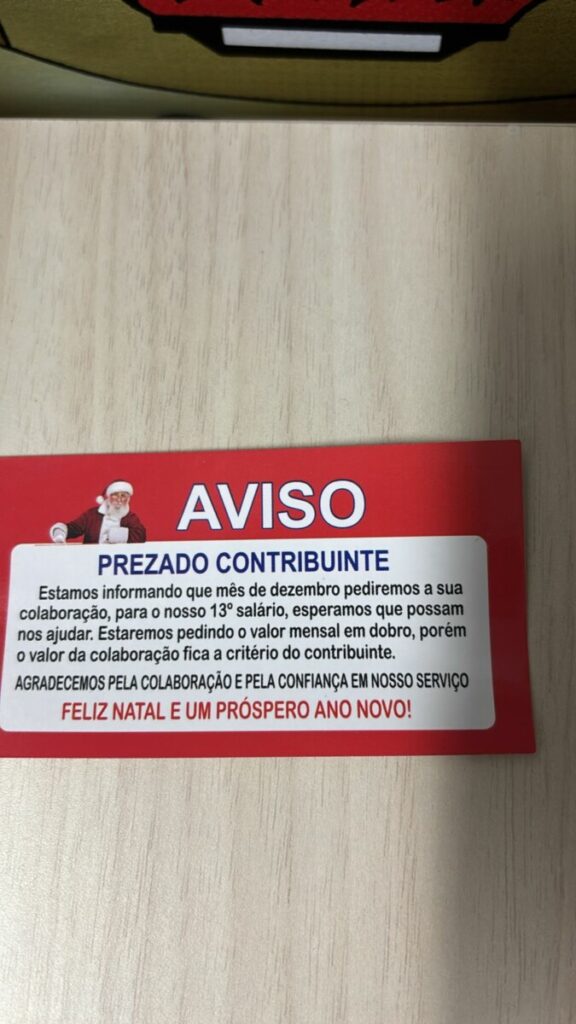 AVISO
PREZADO CONTRIBUINTE
Estamos informando que mês de dezembro pediremos a sua
colaboração, para o nosso 13º salário, esperamos que possam
nos ajudar. Estaremos pedindo o valor mensal em dobro, porém
o valor da colaboração fica a critério do contribuinte.
AGRADECEMOS PELA COLABORAÇÃO E PELA CONFIANÇA EM NOSSO SERVIÇO
FELIZ NATAL E UM PRÓSPERO ANO NOVO!